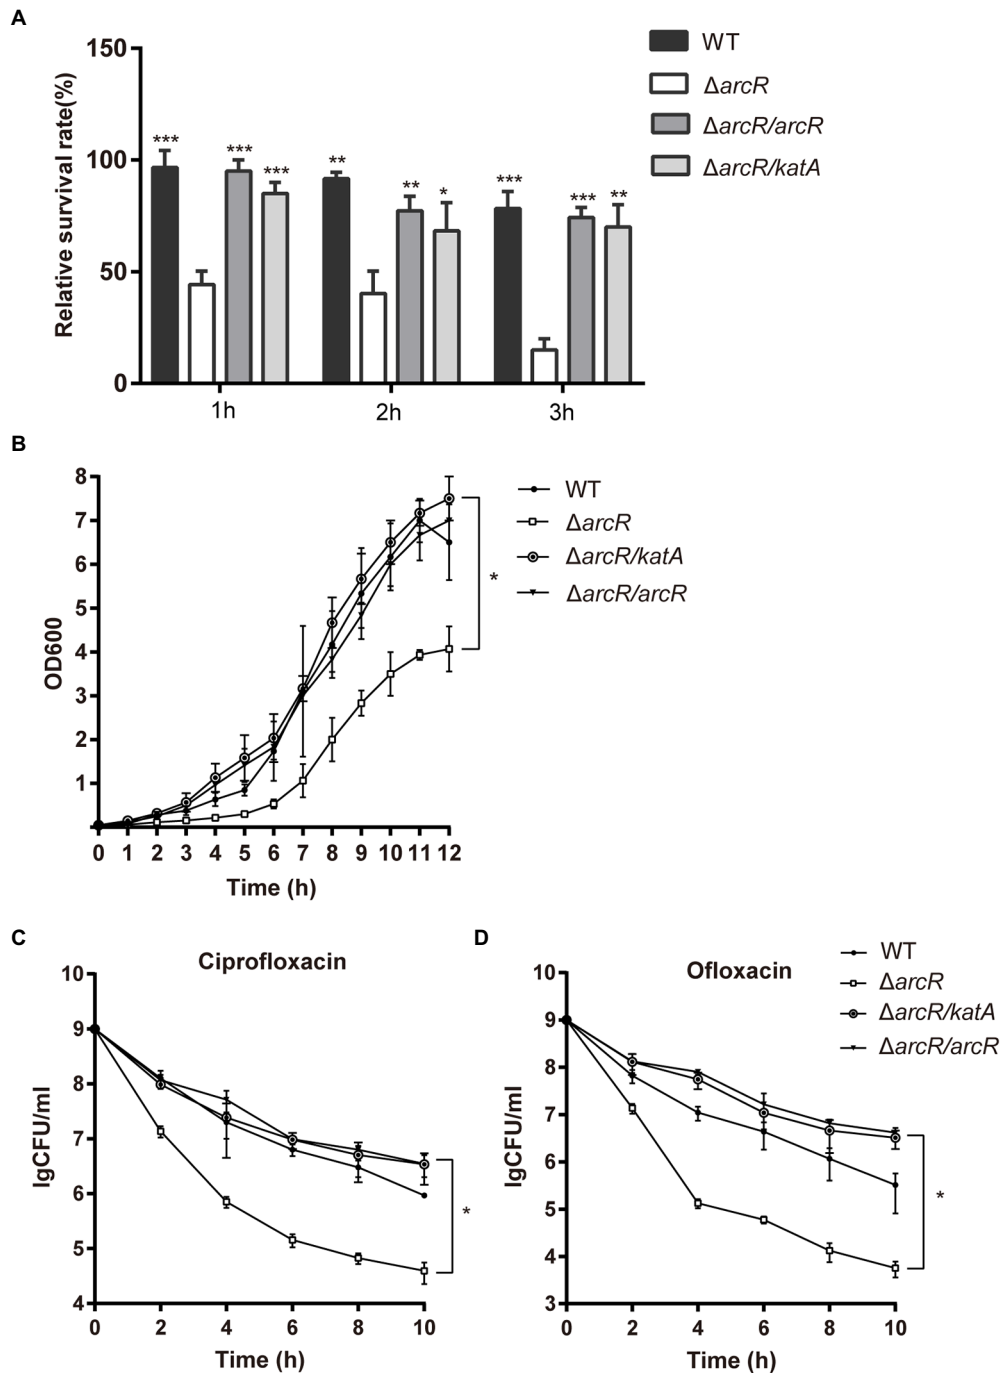 A
Relative survival rate(%)
150
100
50
0
*** *** *** ** ** * *** *** **
1h 2h 3h
WT
ΔarcR
ΔarcR/arcR
ΔarcR/katA
B
OD600
8
7
6
5
4
3
2
1
0 1 2 3 4 5 6 7 8 9 10 11 12
Time (h)
*
WT
ΔarcR
ΔarcR/katA
ΔarcR/arcR
C
Ciprofloxacin
lgCFU/ml
10
9
8
7
6
5
4
0 2 4 6 8 10
Time (h)
*
D
Ofloxacin
lgCFU/ml
10
9
8
7
6
5
4
3
0 2 4 6 8 10
Time (h)
*
WT
ΔarcR
ΔarcR/katA
ΔarcR/arcR